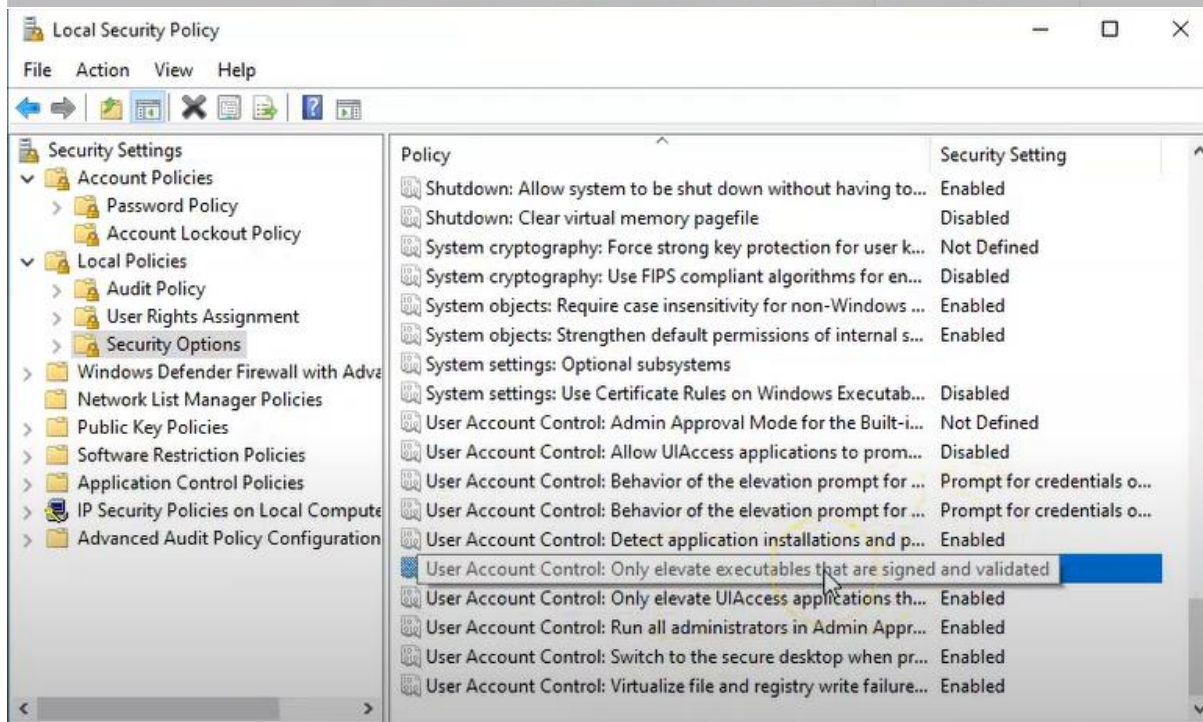 Local Security Policy
File Action View Help
Security Settings
Account Policies
Password Policy
Account Lockout Policy
Local Policies
Audit Policy
User Rights Assignment
Security Options
Windows Defender Firewall with Adva
Network List Manager Policies
Public Key Policies
Software Restriction Policies
Application Control Policies
IP Security Policies on Local Compute
Advanced Audit Policy Configuration
Policy Security Setting
Shutdown: Allow system to be shut down without having to... Enabled
Shutdown: Clear virtual memory pagefile Disabled
System cryptography: Force strong key protection for user k... Not Defined
System cryptography: Use FIPS compliant algorithms for en... Disabled
System objects: Require case insensitivity for non-Windows ... Enabled
System objects: Strengthen default permissions of internal s... Enabled
System settings: Optional subsystems
System settings: Use Certificate Rules on Windows Executab... Disabled
User Account Control: Admin Approval Mode for the Built-i... Not Defined
User Account Control: Allow UIAccess applications to prom... Disabled
User Account Control: Behavior of the elevation prompt for ... Prompt for credentials o...
User Account Control: Behavior of the elevation prompt for ... Prompt for credentials o...
User Account Control: Detect application installations and p... Enabled
User Account Control: Only elevate executables that are signed and validated
User Account Control: Only elevate UIAccess applications th... Enabled
User Account Control: Run all administrators in Admin Appr... Enabled
User Account Control: Switch to the secure desktop when pr... Enabled
User Account Control: Virtualize file and registry write failure... Enabled